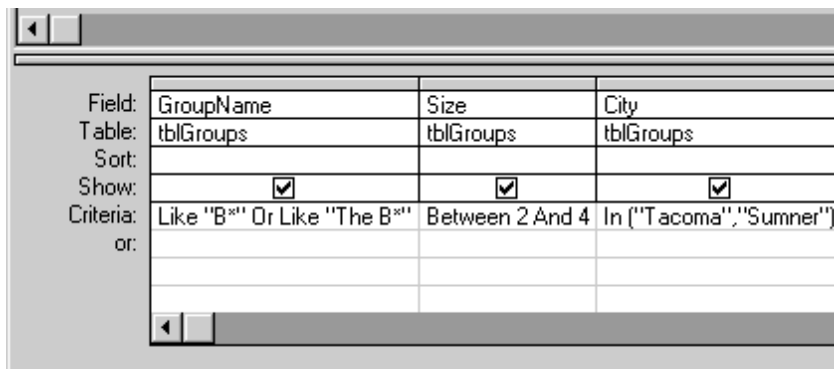 Field: GroupName Size City
Table: tblGroups tblGroups tblGroups
Sort:
Show:
Criteria: Like "B*" Or Like "The B*" Between 2 And 4 In ("Tacoma","Sumner")
or: